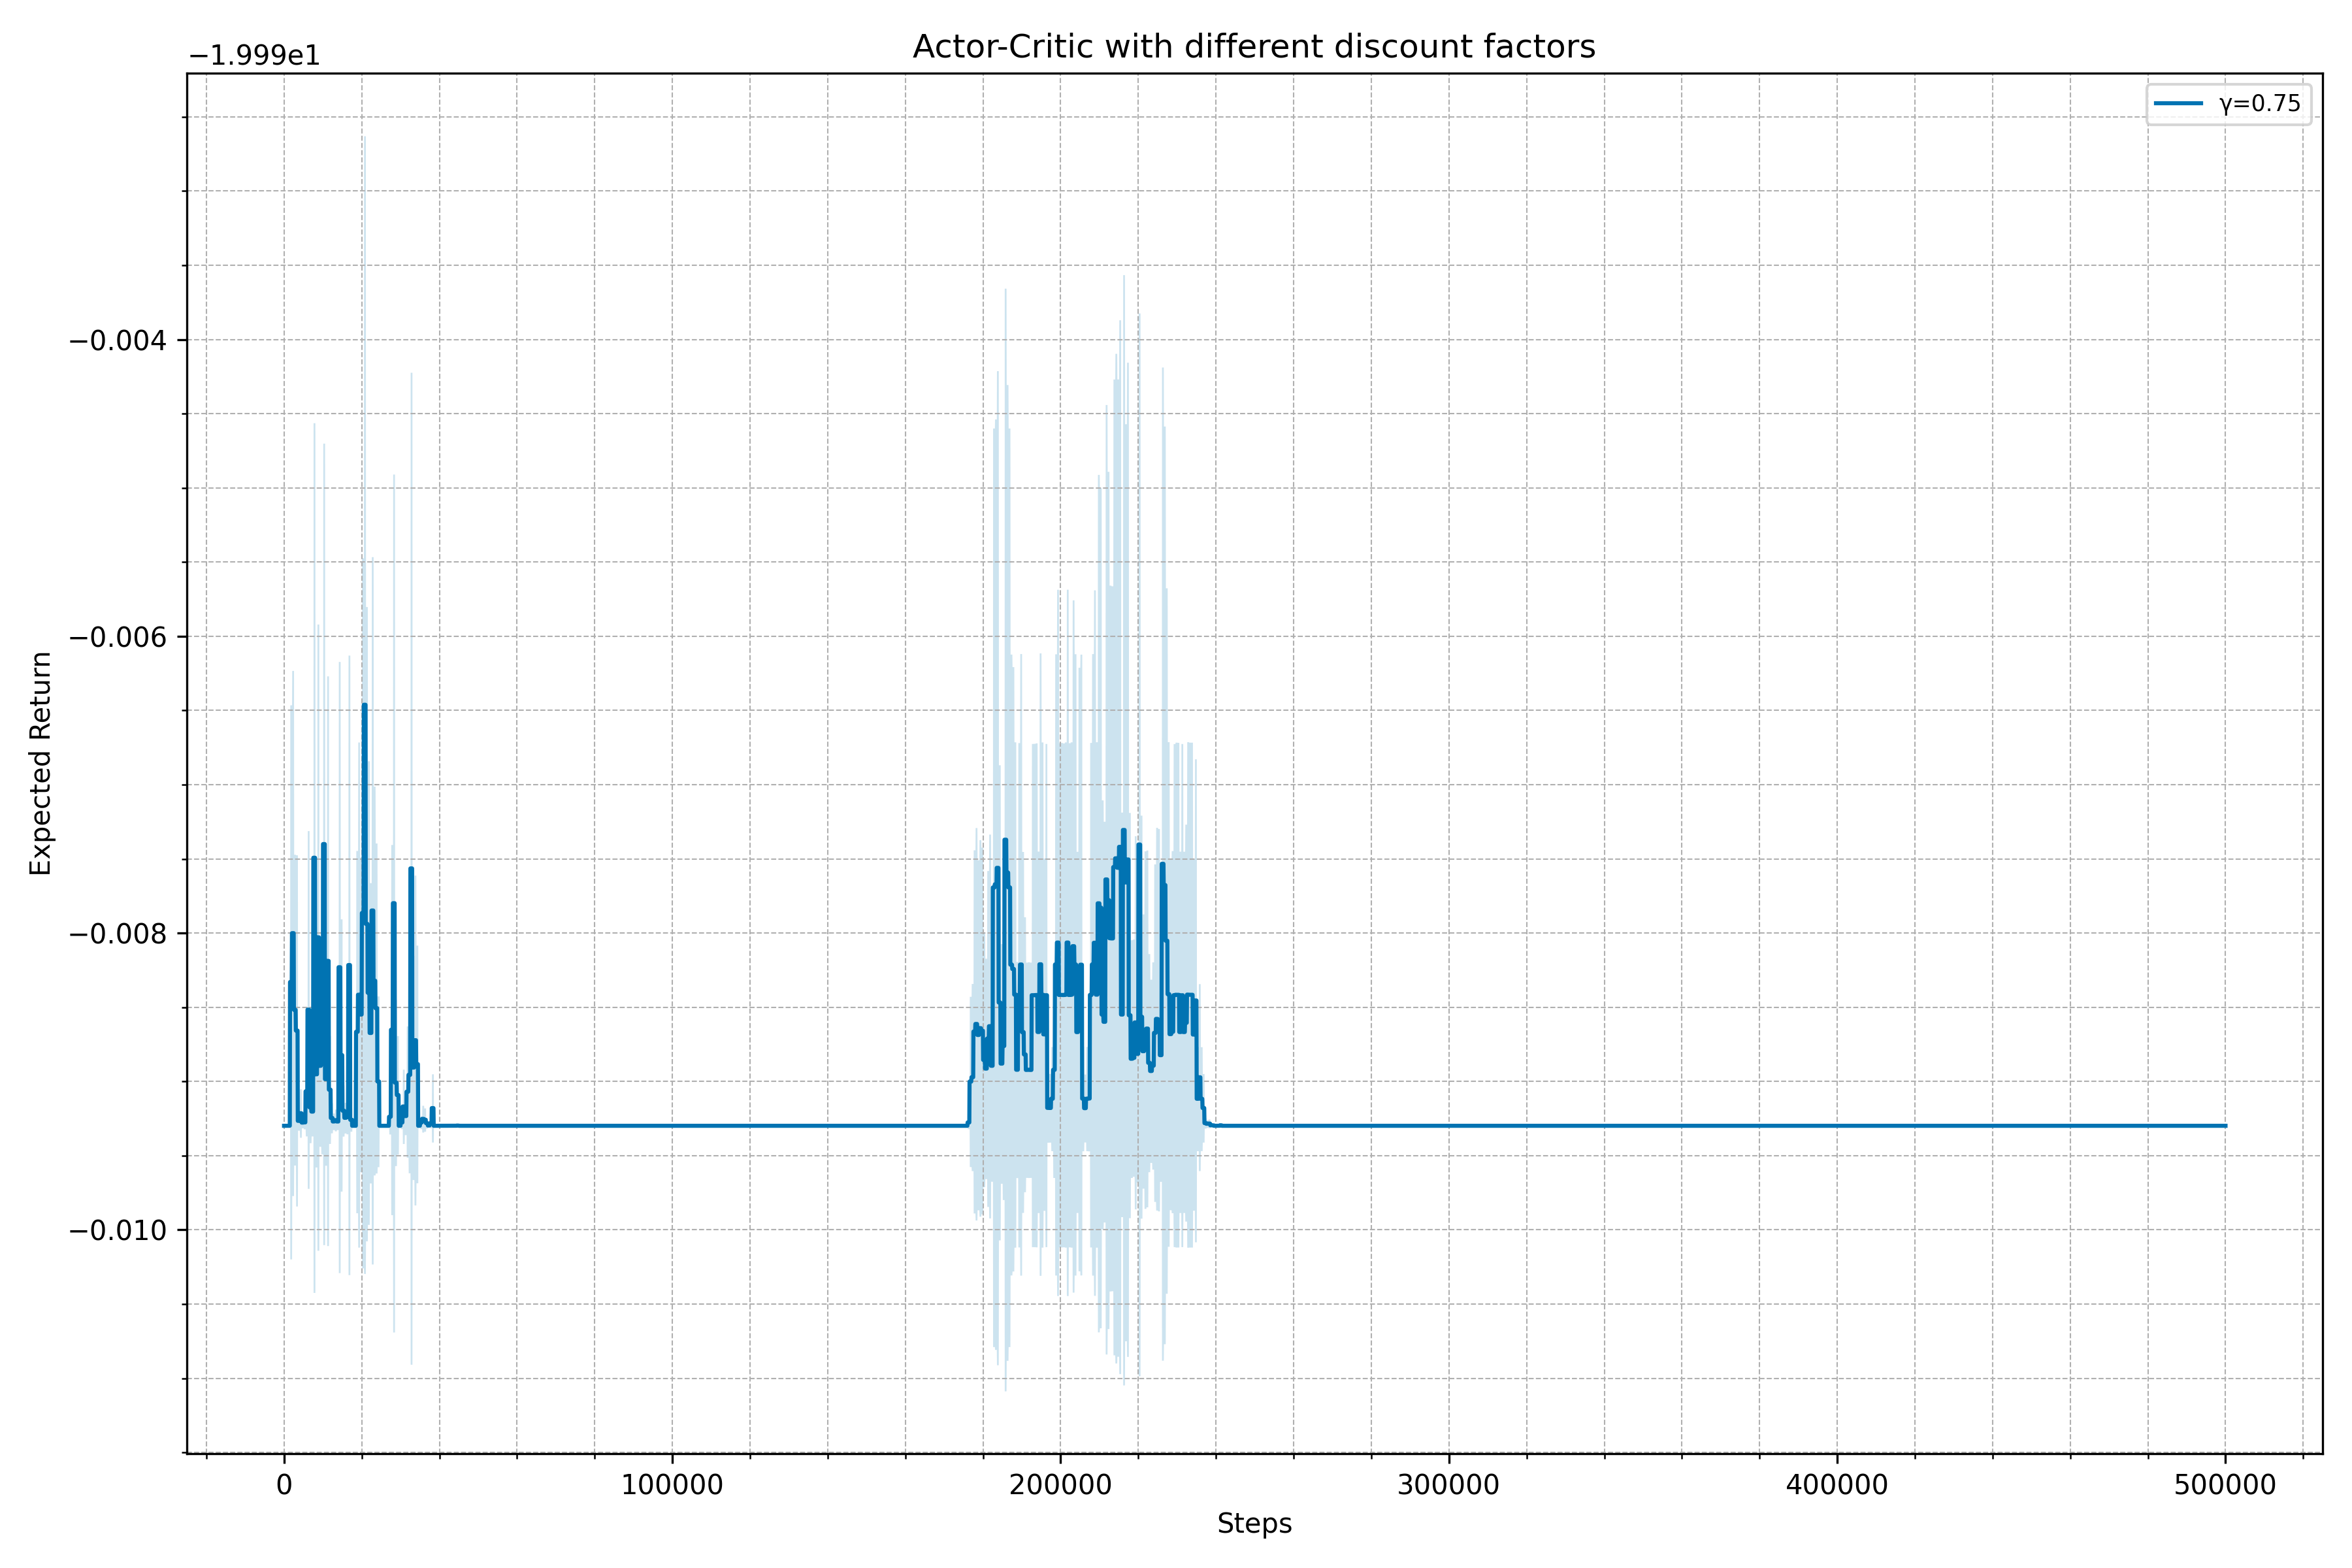 Actor-Critic with different discount factors
−1.999e1
γ=0.75
−0.004
−0.006
−0.008
−0.010
Expected Return
0
100000
200000
300000
400000
500000
Steps